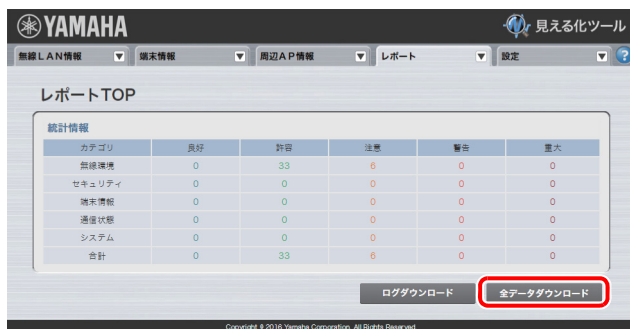 YAMAHA 見える化ツール
無線LAN情報 ▼ 端末情報 ▼ 周辺AP情報 ▼ レポート ▼ 設定 ▼ ?
レポートTOP
統計情報
カテゴリ 良好 許容 注意 警告 重大
無線環境 0 33 6 0 0
セキュリティ 0 0 0 0 0
端末情報 0 0 0 0 0
通信状態 0 0 0 0 0
システム 0 0 0 0 0
合計 0 33 6 0 0
ログダウンロード 全データダウンロード
Copyright © 2016 Yamaha Corporation. All Rights Reserved.